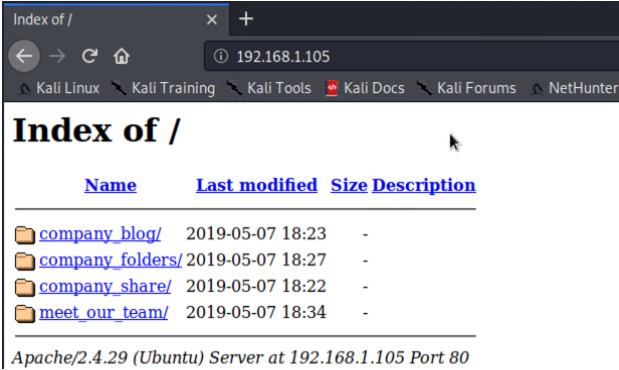 Index of /
192.168.1.105
Kali Linux Kali Training Kali Tools Kali Docs Kali Forums NetHunter
Index of /
Name Last modified Size Description
company_blog/ 2019-05-07 18:23 -
company_folders/ 2019-05-07 18:27 -
company_share/ 2019-05-07 18:22 -
meet_our_team/ 2019-05-07 18:34 -
Apache/2.4.29 (Ubuntu) Server at 192.168.1.105 Port 80